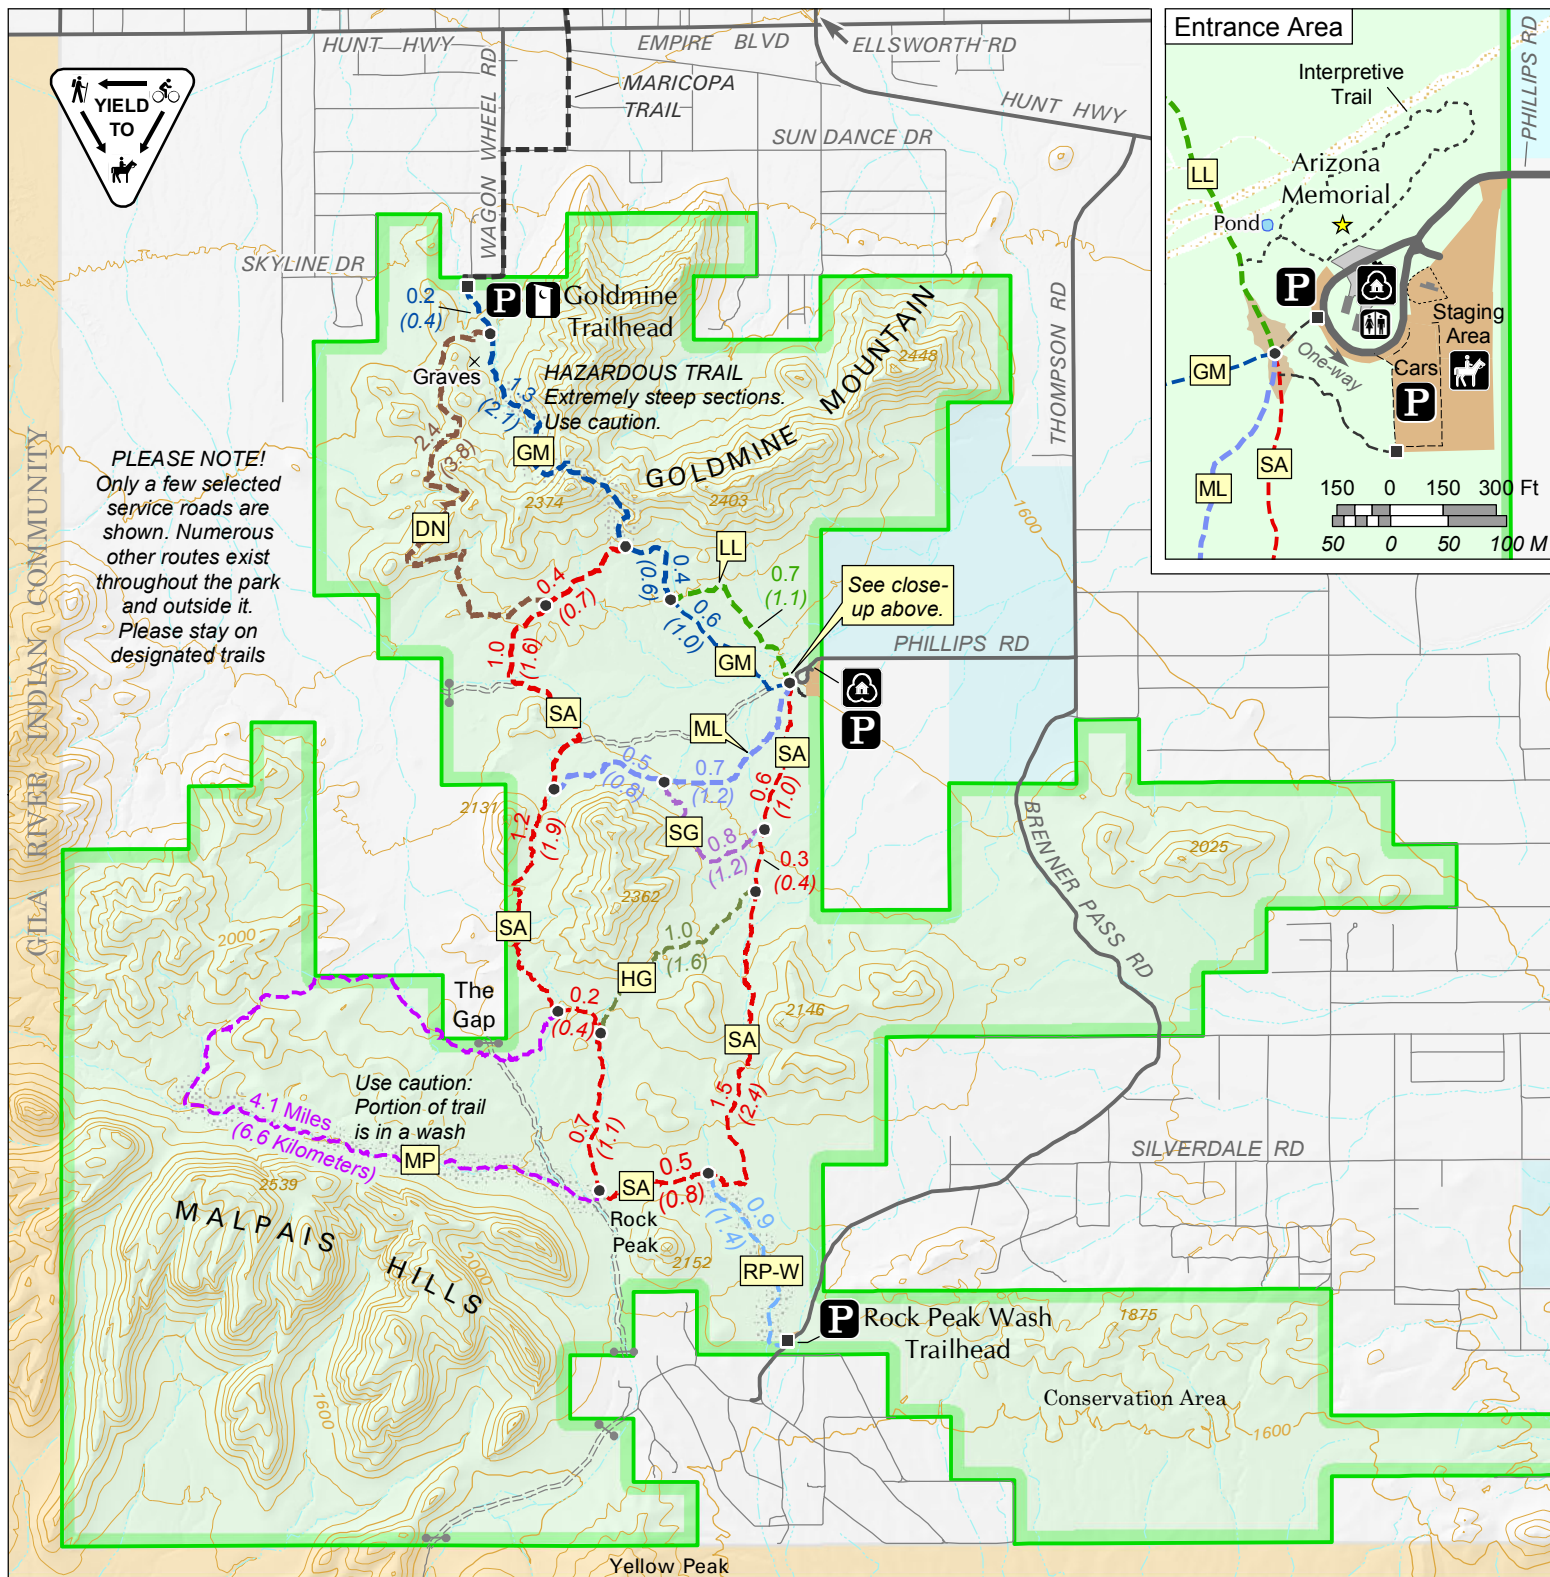 HUNT HWY
EMPIRE BLVD
ELLSWORTH RD
WAGON WHEEL RD
MARICOPA
TRAIL
HUNT HWY
SUN DANCE DR
YIELD
TO
SKYLINE DR
THOMPSON RD
Entrance Area
Interpretive
Trail
PHILLIPS RD
LL
Arizona
Memorial
Pond
P
Staging
Area
One-way
Cars
P
GM
ML
SA
150 0 150 300 Ft
50 0 50 100 M
0.2
(0.4)
P
Goldmine
Trailhead
Graves
1.3
(2.1)
HAZARDOUS TRAIL
Extremely steep sections.
Use caution.
GOLDMINE MOUNTAIN
2448
2403
2374
GM
2.4
(3.8)
DN
PLEASE NOTE!
Only a few selected
service roads are
shown. Numerous
other routes exist
throughout the park
and outside it.
Please stay on
designated trails
GILA RIVER INDIAN COMMUNITY
1600
0.4
(0.7)
0.4
(0.6)
LL
0.7
(1.1)
0.6
(1.0)
GM
See close-
up above.
PHILLIPS RD
1.0
(1.6)
SA
ML
SA
P
0.5
(0.8)
0.7
(1.2)
0.6
(1.0)
2131
1.2
(1.9)
SG
0.8
(1.2)
0.3
(0.4)
2362
BRENNER PASS RD
2025
SA
2000
1.0
(1.6)
HG
The
Gap
0.2
(0.4)
2146
SA
Use caution:
Portion of trail
is in a wash
4.1 Miles
(6.6 Kilometers)
MP
0.7
(1.1)
1.5
(2.4)
SILVERDALE RD
2539
SA
0.5
(0.8)
0.9
(1.4)
MALPAIS HILLS
2000
Rock
Peak
2152
RP-W
P
Rock Peak Wash
Trailhead
1875
1600
Conservation Area
1600
Yellow Peak